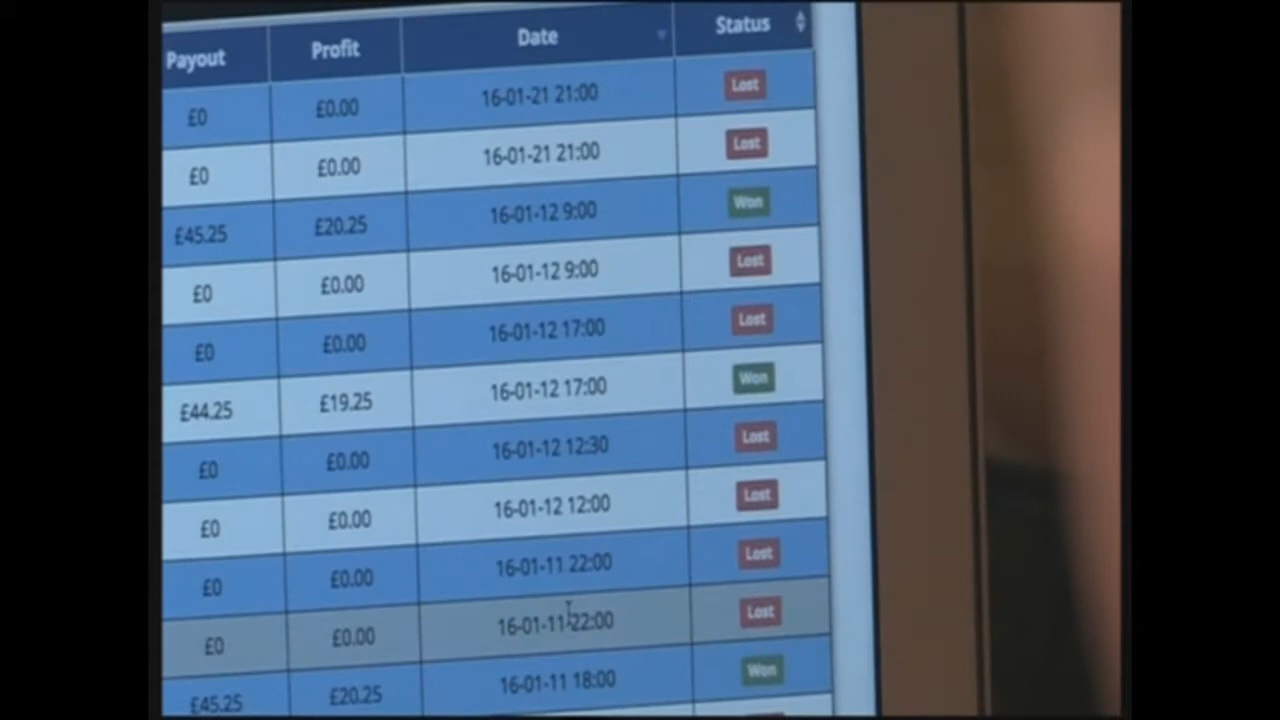 Payout Profit Date Status
£0 £0.00 16-01-21 21:00 Lost
£0 £0.00 16-01-21 21:00 Lost
£45.25 £20.25 16-01-12 9:00 Won
£0 £0.00 16-01-12 9:00 Lost
£0 £0.00 16-01-12 17:00 Lost
£44.25 £19.25 16-01-12 17:00 Won
£0 £0.00 16-01-12 12:30 Lost
£0 £0.00 16-01-12 12:00 Lost
£0 £0.00 16-01-11 22:00 Lost
£0 £0.00 16-01-11 22:00 Lost
£45.25 £20.25 16-01-11 18:00 Won